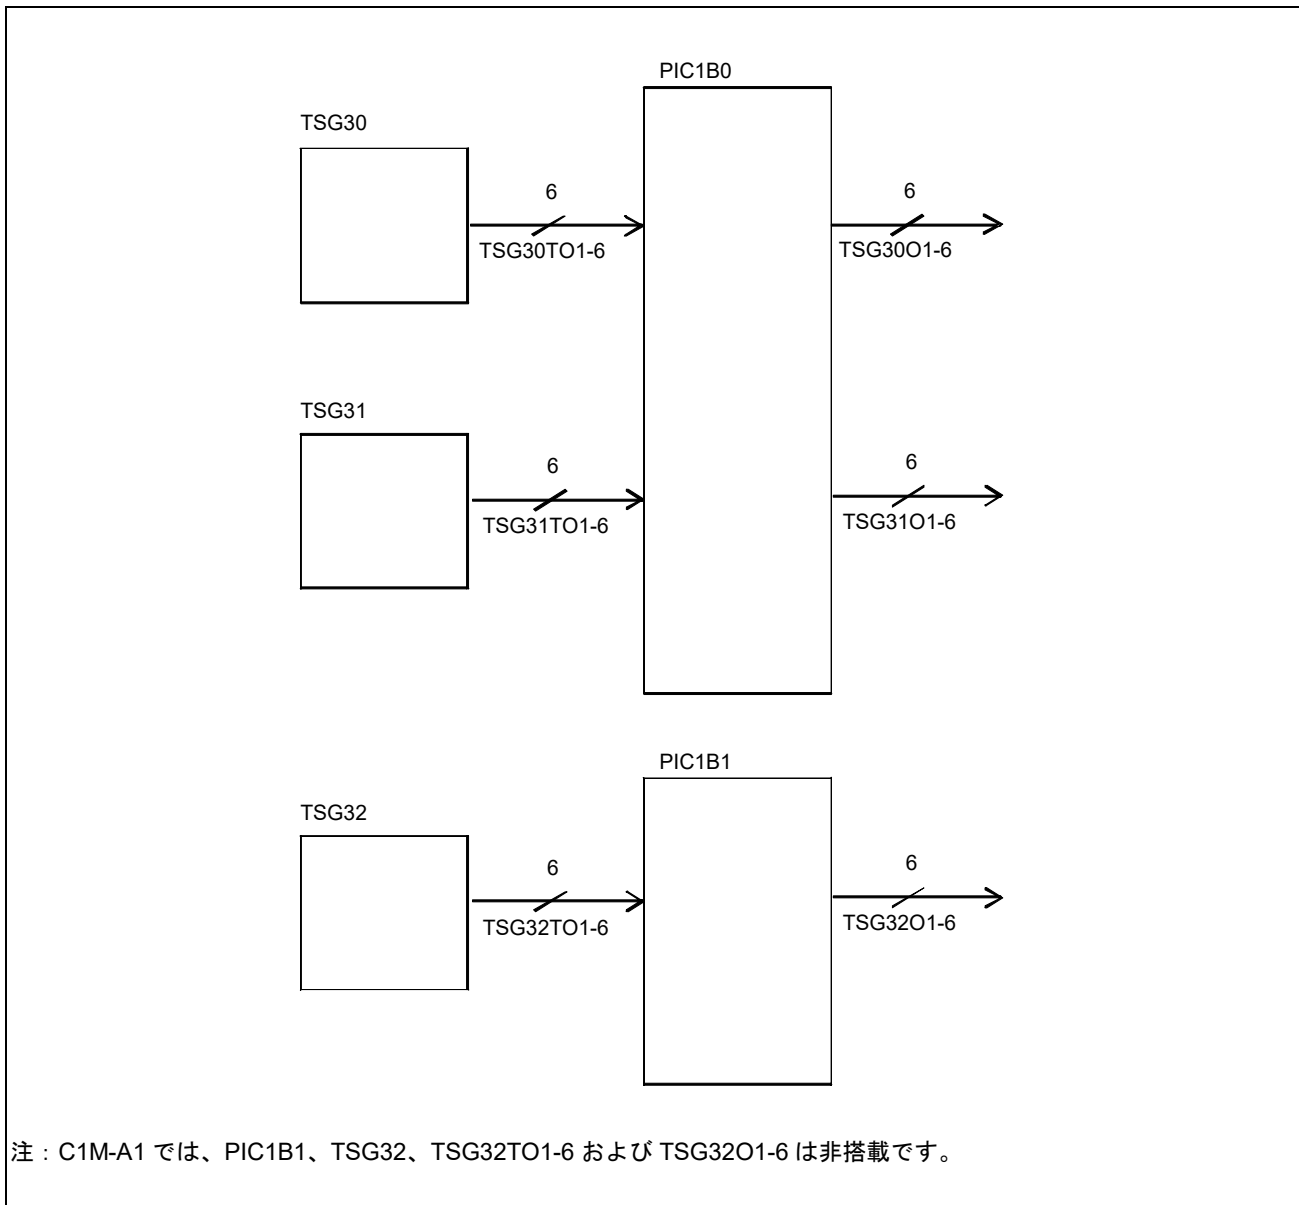 PIC1B0
TSG30
6
6
TSG30TO1-6
TSG30O1-6
TSG31
6
6
TSG31TO1-6
TSG31O1-6
PIC1B1
TSG32
6
6
TSG32TO1-6
TSG32O1-6
注：C1M-A1 では、PIC1B1、TSG32、TSG32TO1-6 および TSG32O1-6 は非搭載です。